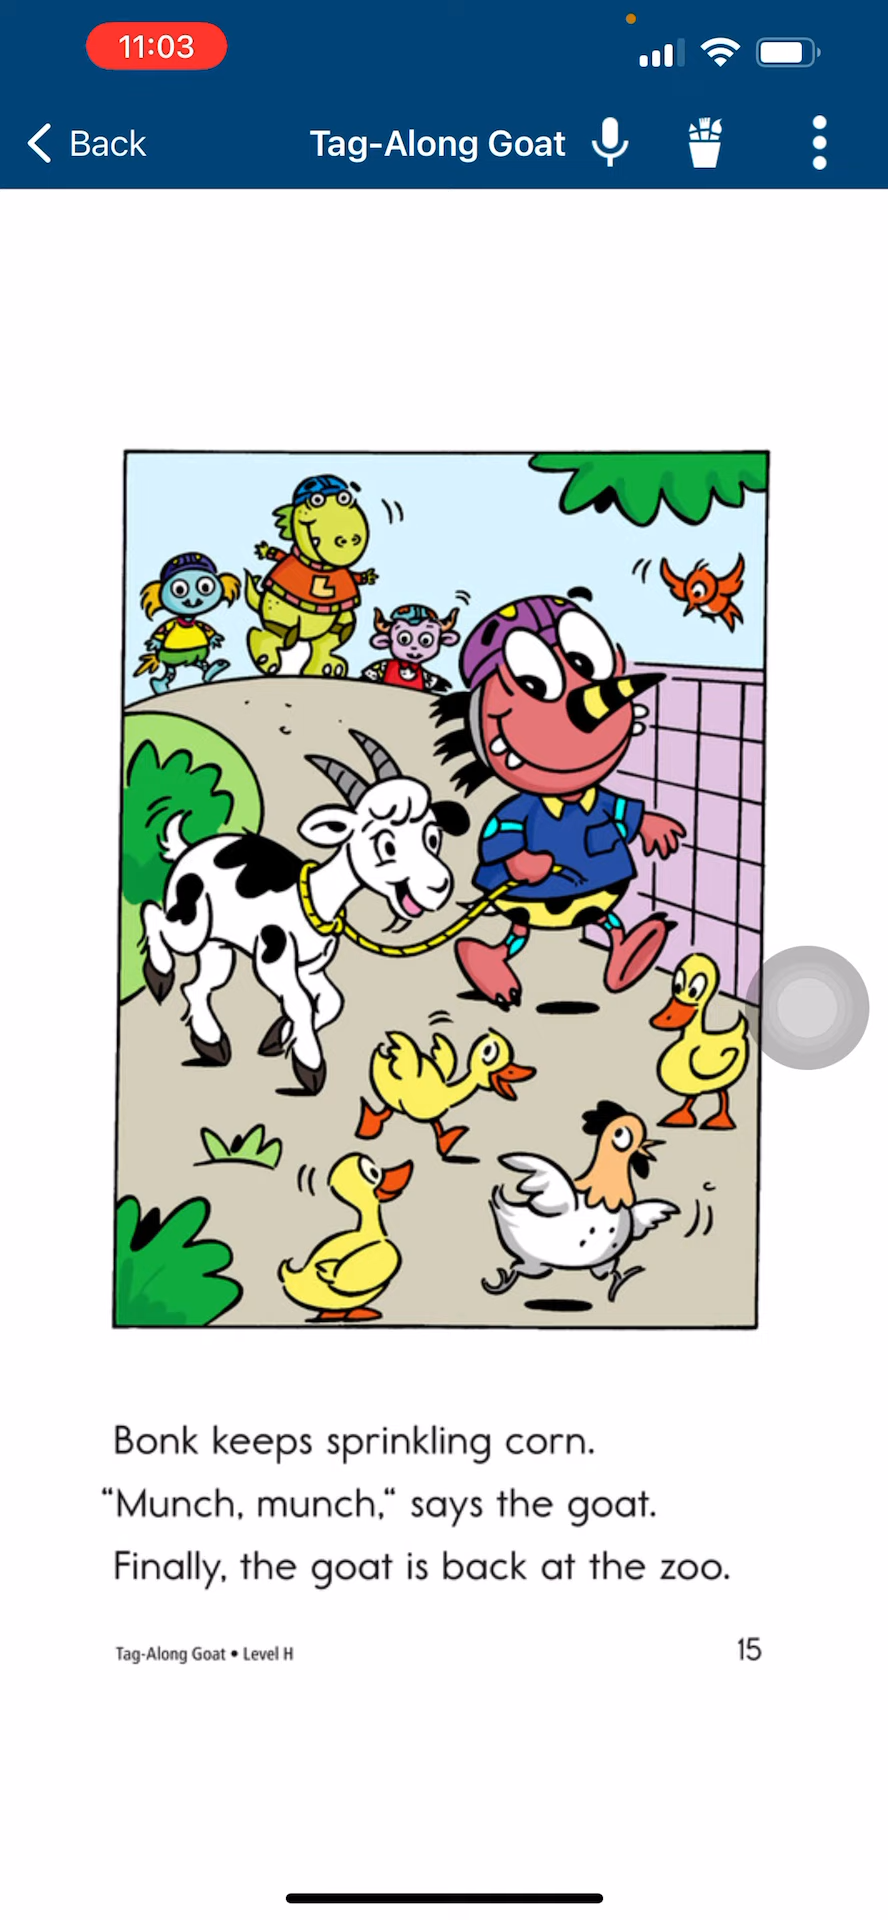 11:03
Back Tag-Along Goat
L
Bonk keeps sprinkling corn.
“Munch, munch,“ says the goat.
Finally, the goat is back at the zoo.
Tag-Along Goat • Level H 15